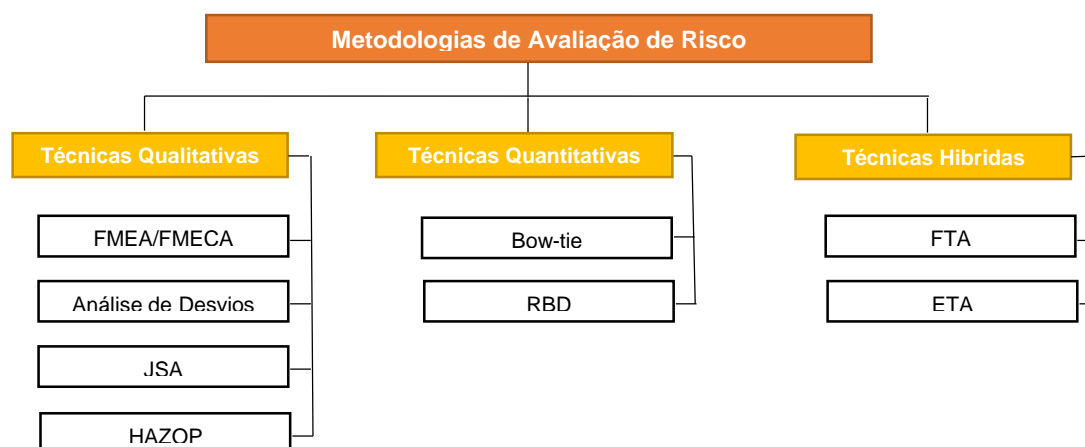 Metodologias de Avaliação de Risco
Técnicas Qualitativas
Técnicas Quantitativas
Técnicas Hibridas
FMEA/FMECA
Análise de Desvios
JSA
HAZOP
Bow-tie
RBD
FTA
ETA